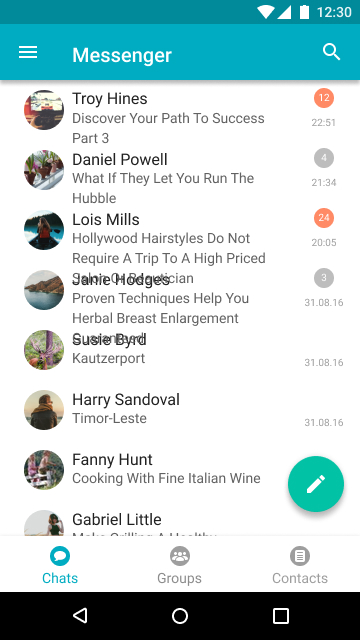 12:30
Messenger
Troy Hines
12
Discover Your Path To Success
22:51
Part 3
Daniel Powell
4
What If They Let You Run The
21:34
Hubble
Lois Mills
24
Hollywood Hairstyles Do Not
20:05
Require A Trip To A High Priced
Salon Or Beautician
Janie Hodges
3
Proven Techniques Help You
31.08.16
Herbal Breast Enlargement
Guaranteed
Susie Byrd
Kautzerport
31.08.16
Harry Sandoval
Timor-Leste
31.08.16
Fanny Hunt
Cooking With Fine Italian Wine
Gabriel Little
Make Grilling A Healthy
Chats
Groups
Contacts